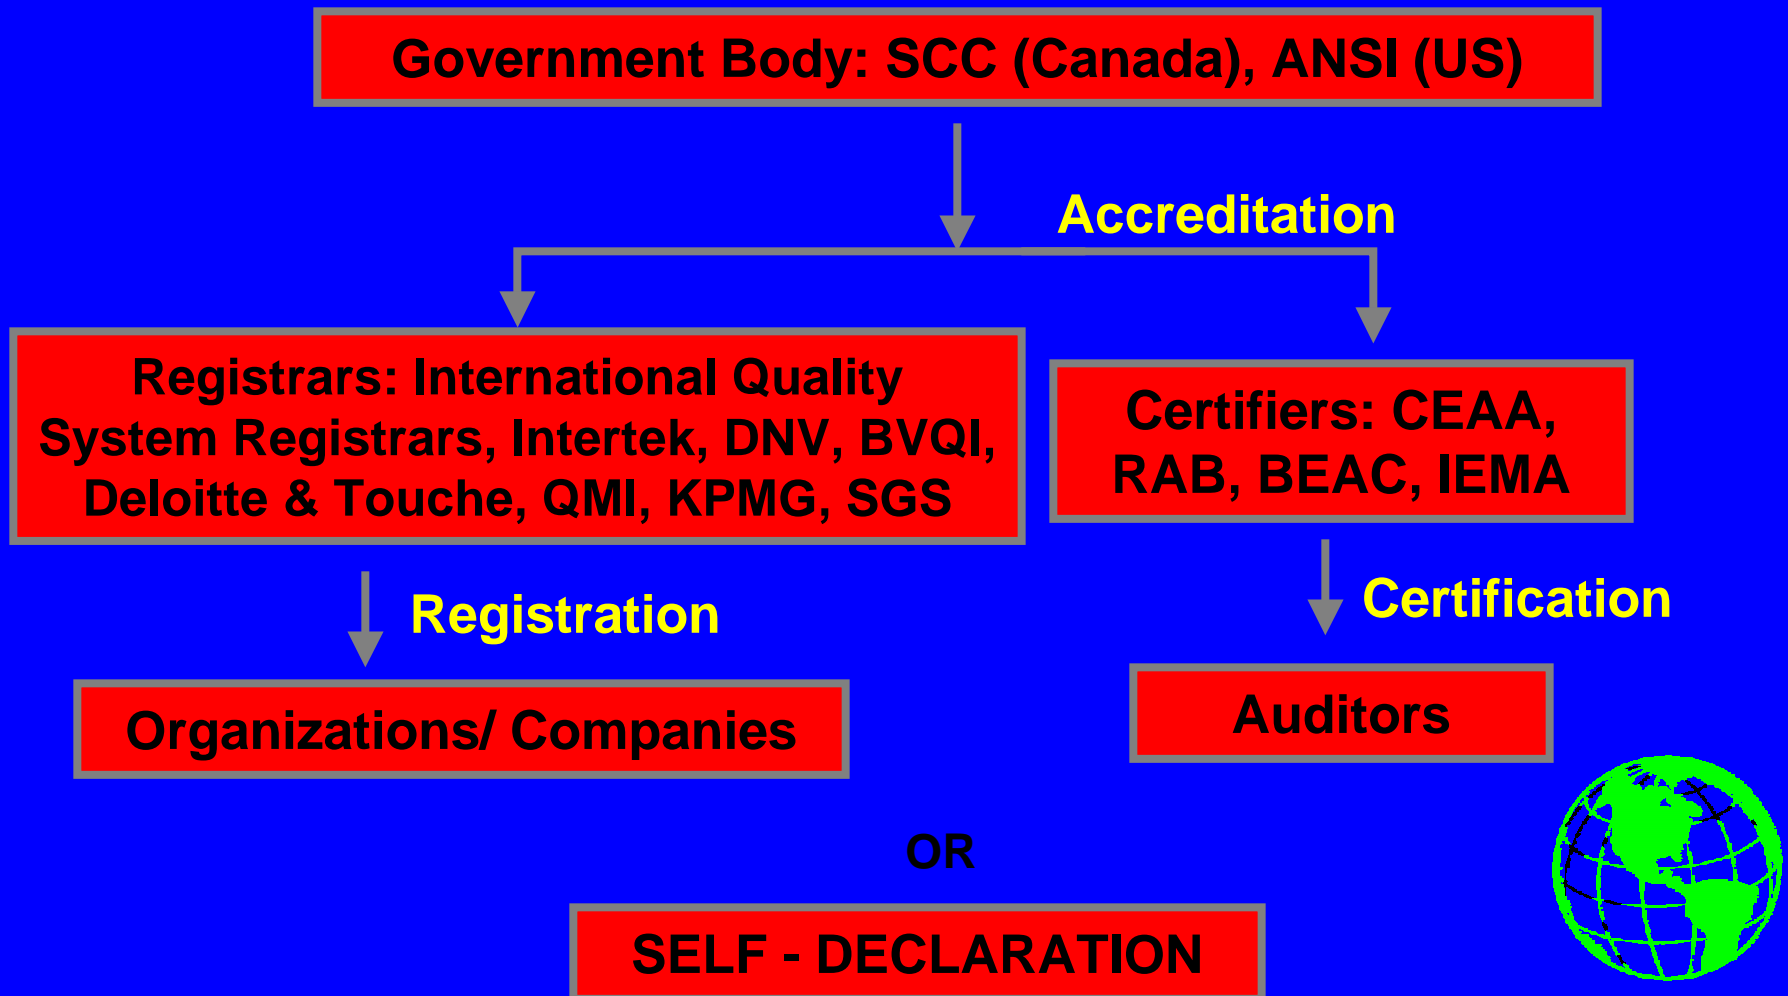 Government Body: SCC (Canada), ANSI (US)
Accreditation
Registrars: International Quality
System Registrars, Intertek, DNV, BVQI,
Deloitte & Touche, QMI, KPMG, SGS
Certifiers: CEAA,
RAB, BEAC, IEMA
Registration
Certification
Organizations/ Companies
Auditors
OR
SELF - DECLARATION